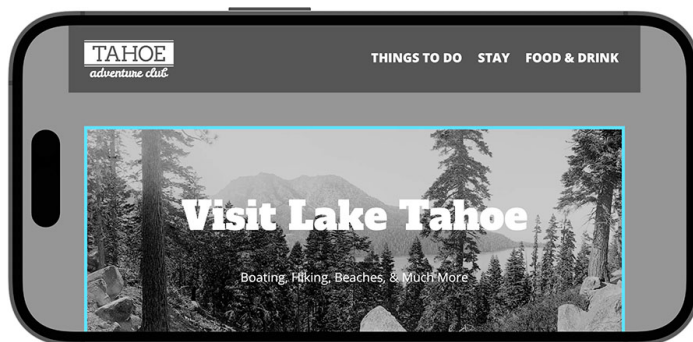 TAHOE
adventure club
THINGS TO DO STAY FOOD & DRINK
Visit Lake Tahoe
Boating, Hiking, Beaches, & Much More